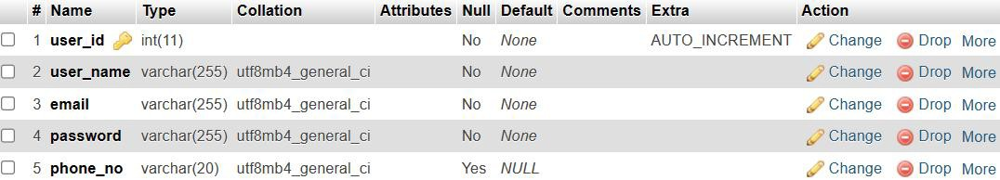 # Name Type Collation Attributes Null Default Comments Extra Action
1 user_id int(11) No None AUTO_INCREMENT Change Drop More
2 user_name varchar(255) utf8mb4_general_ci No None Change Drop More
3 email varchar(255) utf8mb4_general_ci No None Change Drop More
4 password varchar(255) utf8mb4_general_ci No None Change Drop More
5 phone_no varchar(20) utf8mb4_general_ci Yes NULL Change Drop More